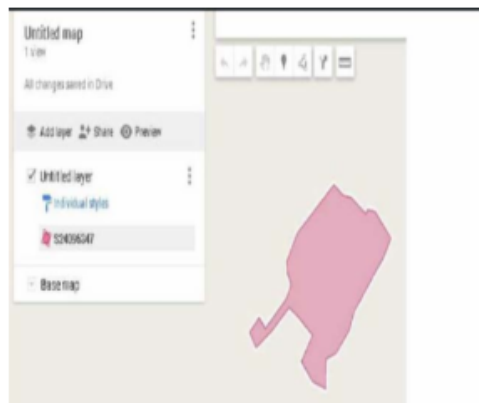 Untitled map
1 view
All changes saved in Drive
Add layer Share Preview
Untitled layer
Individual styles
S24096347
Base map